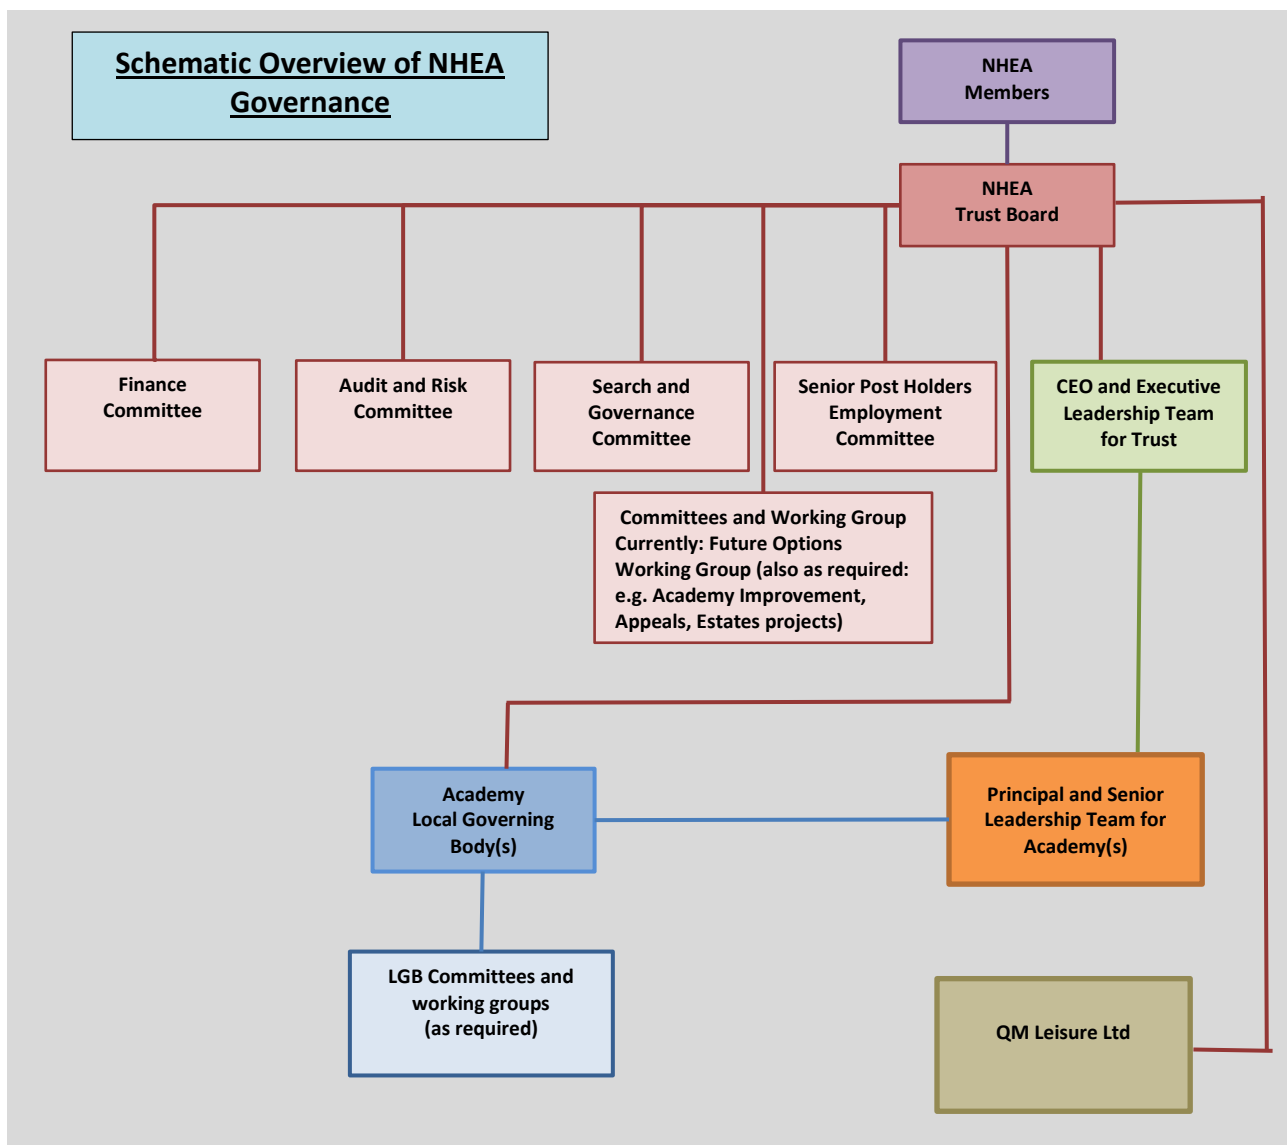 Schematic Overview of NHEA
Governance
NHEA
Members
NHEA
Trust Board
Finance
Committee
Audit and Risk
Committee
Search and
Governance
Committee
Senior Post Holders
Employment
Committee
CEO and Executive
Leadership Team
for Trust
Committees and Working Group
Currently: Future Options
Working Group (also as required:
e.g. Academy Improvement,
Appeals, Estates projects)
Academy
Local Governing
Body(s)
Principal and Senior
Leadership Team for
Academy(s)
LGB Committees and
working groups
(as required)
QM Leisure Ltd